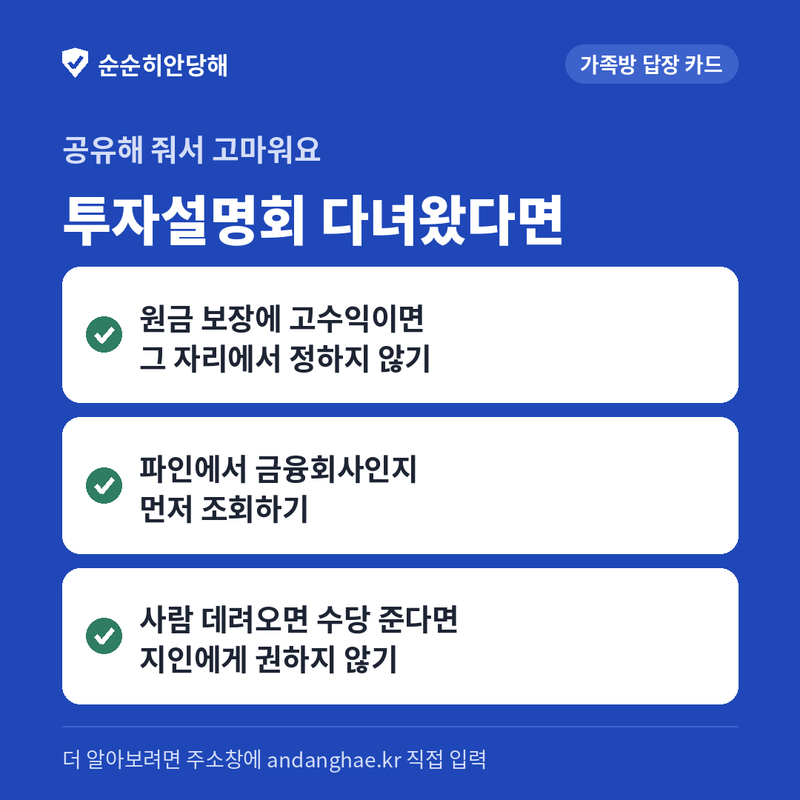 순순히안당해
가족방 답장 카드
공유해 줘서 고마워요
투자설명회 다녀왔다면
원금 보장에 고수익이면
그 자리에서 정하지 않기
파인에서 금융회사인지
먼저 조회하기
사람 데려오면 수당 준다면
지인에게 권하지 않기
더 알아보려면 주소창에 andanghae.kr 직접 입력